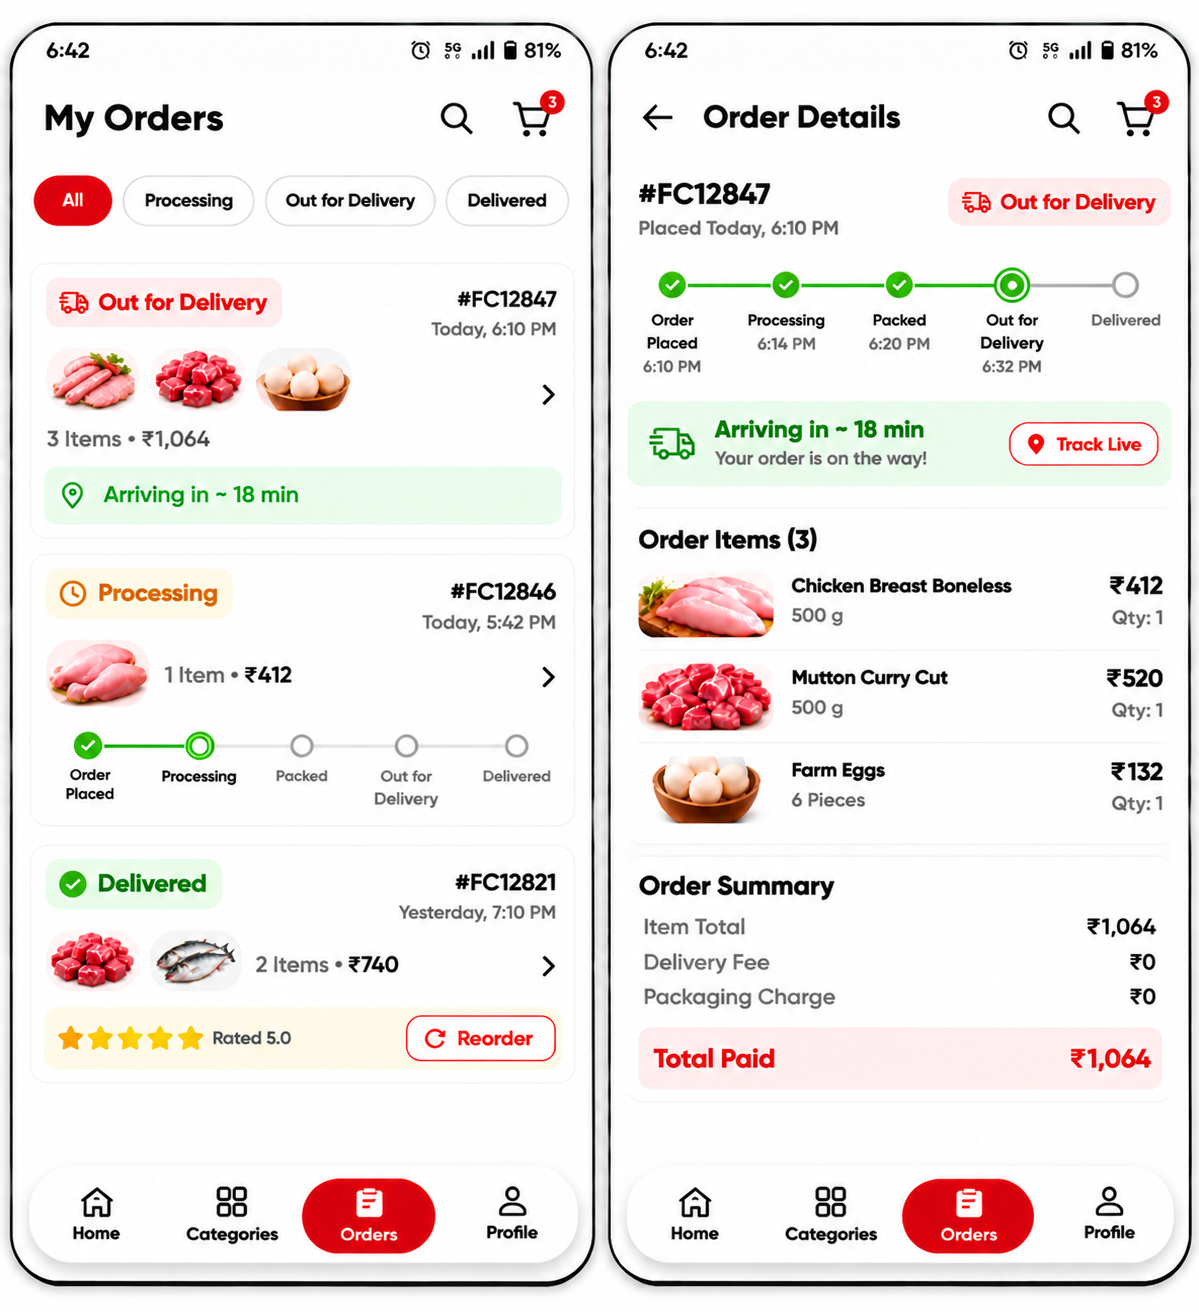 6:42
5G
81%
My Orders
3
All
Processing
Out for Delivery
Delivered
Out for Delivery
#FC12847
Today, 6:10 PM
3 Items • ₹1,064
Arriving in ~ 18 min
Processing
#FC12846
Today, 5:42 PM
1 Item • ₹412
Order
Placed
Processing
Packed
Out for
Delivery
Delivered
Delivered
#FC12821
Yesterday, 7:10 PM
2 Items • ₹740
Rated 5.0
Reorder
Home
Categories
Orders
Profile
6:42
5G
81%
Order Details
3
#FC12847
Placed Today, 6:10 PM
Out for Delivery
Order
Placed
6:10 PM
Processing
6:14 PM
Packed
6:20 PM
Out for
Delivery
6:32 PM
Delivered
Arriving in ~ 18 min
Your order is on the way!
Track Live
Order Items (3)
Chicken Breast Boneless
500 g
₹412
Qty: 1
Mutton Curry Cut
500 g
₹520
Qty: 1
Farm Eggs
6 Pieces
₹132
Qty: 1
Order Summary
Item Total ₹1,064
Delivery Fee ₹0
Packaging Charge ₹0
Total Paid ₹1,064
Home
Categories
Orders
Profile